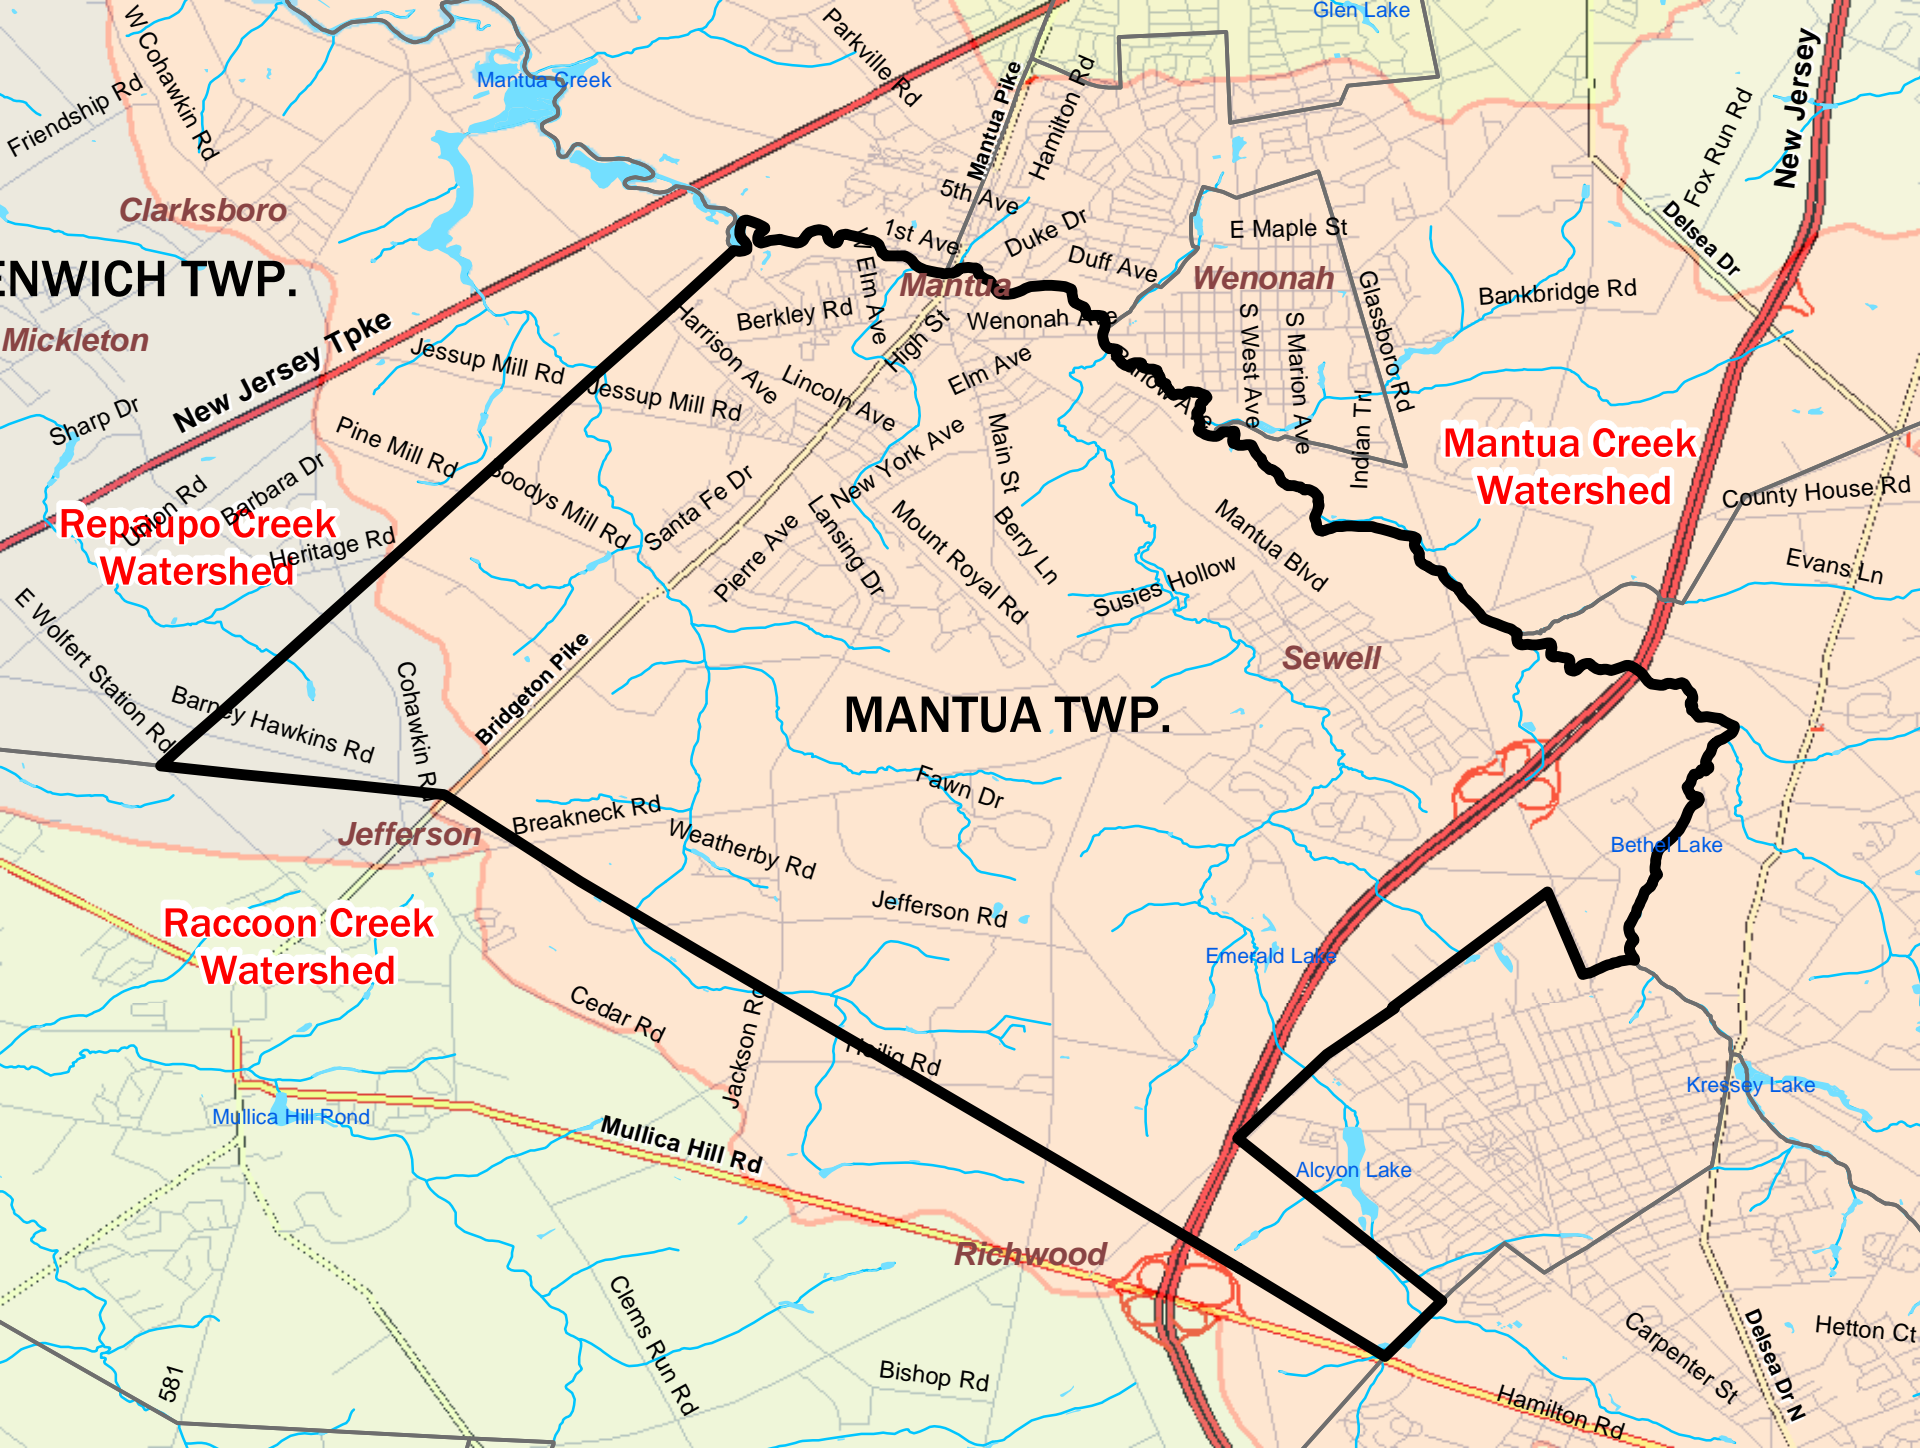 Glen Lake
W Cohawkin Rd
Parkville Rd
Mantua Creek
Mantua Pike
Hamilton Rd
New Jersey
Friendship Rd
Fox Run Rd
Clarksboro
5th Ave
Duke Dr
E Maple St
Delsea Dr
1st Ave
Duff Ave
W Elm Ave
ENWICH TWP.
Mantua
Wenonah
Glassboro Rd
Bankbridge Rd
Mickleton
New Jersey Tpke
Harrison Ave
Berkley Rd
High St
Wenonah Ave
S West Ave
S Marion Ave
Jessup Mill Rd
Jessup Mill Rd
Lincoln Ave
Elm Ave
Indian Trl
Sharp Dr
Pine Mill Rd
New York Ave
Main St
Mantua Creek
Watershed
Union Rd
Barbara Dr
Boodys Mill Rd
Santa Fe Dr
County House Rd
Repaupo Creek
Watershed
Heritage Rd
Pierre Ave
Lansing Dr
Mount Royal Rd
Berry Ln
Mantua Blvd
Susies Hollow
Evans Ln
E Wolfert Station Rd
Sewell
Barney Hawkins Rd
Cohawkin Rd
Bridgeton Pike
MANTUA TWP.
Fawn Dr
Jefferson
Breakneck Rd
Weatherby Rd
Bethel Lake
Raccoon Creek
Watershed
Jefferson Rd
Emerald Lake
Cedar Rd
Jackson Rd
Heilig Rd
Kressey Lake
Mullica Hill Pond
Mullica Hill Rd
Alcyon Lake
Richwood
Clems Run Rd
Carpenter St
Delsea Dr N
Hetton Ct
581
Bishop Rd
Hamilton Rd